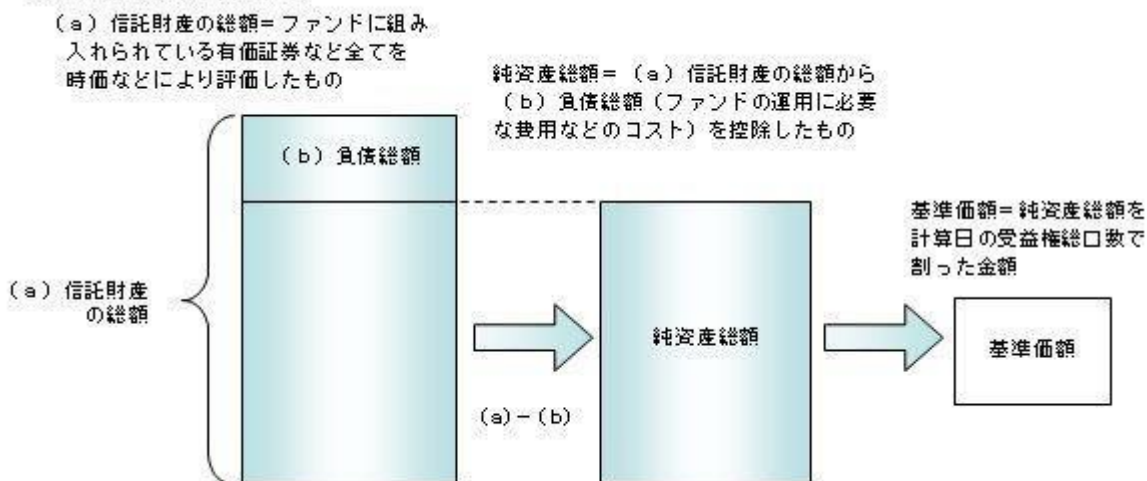 （a）信託財産の総額＝ファンドに組み
入れられている有価証券など全てを
時価などにより評価したもの
純資産総額＝（a）信託財産の総額から
（b）負債総額（ファンドの運用に必要
な費用などのコスト）を控除したもの
（b）負債総額
基準価額＝純資産総額を
計算日の受益権総口数で
割った金額
（a）信託財産
の総額
純資産総額
基準価額
(a)－(b)